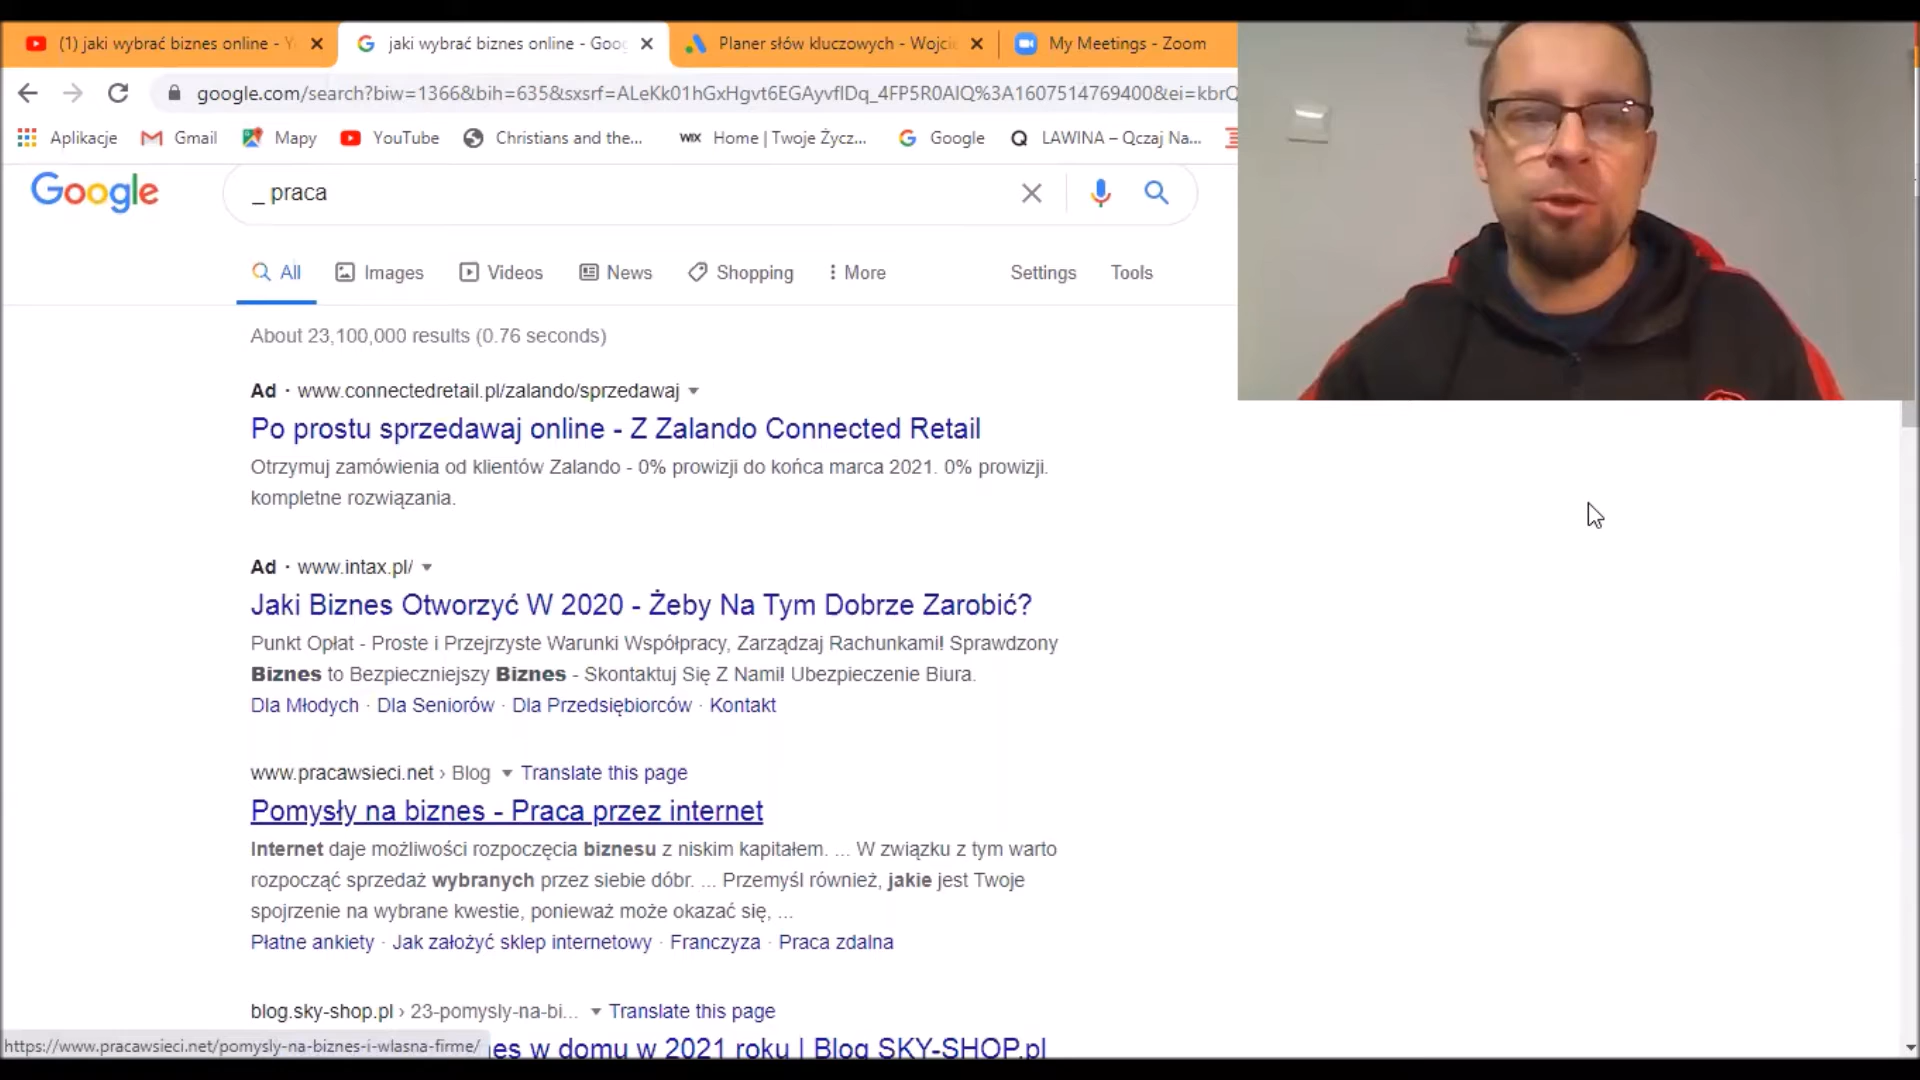 (1) jaki wybrać biznes online - Y
jaki wybrać biznes online - Goog
Planer słów kluczowych - Wojcie
My Meetings - Zoom
google.com/search?biw=1366&bih=635&sxsrf=ALeKk01hGxHgvt6EGAyvflDq_4FP5R0AlQ%3A1607514769400&ei=kbrQ
Aplikacje
Gmail
Mapy
YouTube
Christians and the...
WIX Home | Twoje Życz...
Google
LAWINA – Qczaj Na...
Google
_ praca
All
Images
Videos
News
Shopping
More
Settings
Tools
About 23,100,000 results (0.76 seconds)
Ad · www.connectedretail.pl/zalando/sprzedawaj
Po prostu sprzedawaj online - Z Zalando Connected Retail
Otrzymuj zamówienia od klientów Zalando - 0% prowizji do końca marca 2021. 0% prowizji.
kompletne rozwiązania.
Ad · www.intax.pl/
Jaki Biznes Otworzyć W 2020 - Żeby Na Tym Dobrze Zarobić?
Punkt Opłat - Proste i Przejrzyste Warunki Współpracy, Zarządzaj Rachunkami! Sprawdzony
Biznes to Bezpieczniejszy Biznes - Skontaktuj Się Z Nami! Ubezpieczenie Biura.
Dla Młodych · Dla Seniorów · Dla Przedsiębiorców · Kontakt
www.pracawsieci.net › Blog Translate this page
Pomysły na biznes - Praca przez internet
Internet daje możliwości rozpoczęcia biznesu z niskim kapitałem. ... W związku z tym warto
rozpocząć sprzedaż wybranych przez siebie dóbr. ... Przemyśl również, jakie jest Twoje
spojrzenie na wybrane kwestie, ponieważ może okazać się, ...
Płatne ankiety · Jak założyć sklep internetowy · Franczyza · Praca zdalna
blog.sky-shop.pl › 23-pomysly-na-bi... Translate this page
https://www.pracawsieci.net/pomysly-na-biznes-i-wlasna-firme/
es w domu w 2021 roku | Blog SKY-SHOP.pl